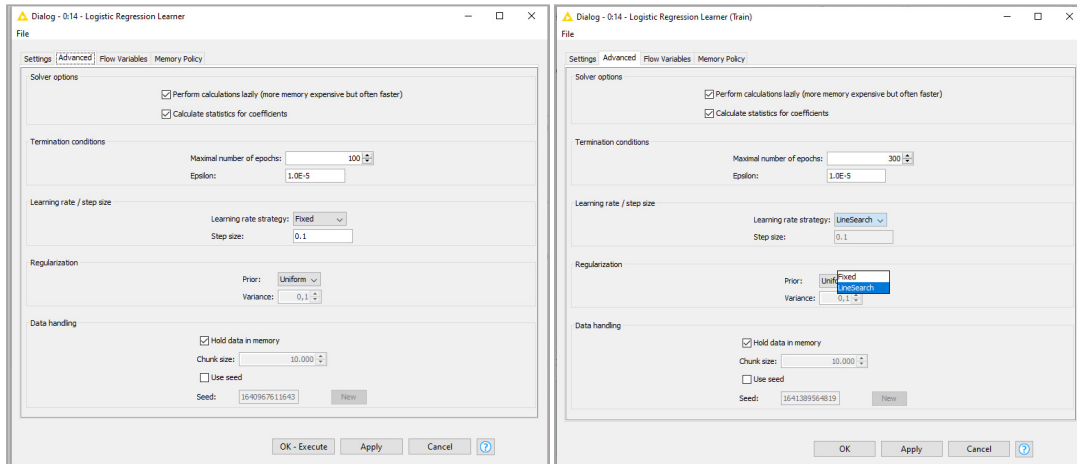 Dialog - 0:14 - Logistic Regression Learner
File
Settings Advanced Flow Variables Memory Policy
Solver options
Perform calculations lazily (more memory expensive but often faster)
Calculate statistics for coefficients
Termination conditions
Maximal number of epochs: 100
Epsilon: 1.0E-5
Learning rate / step size
Learning rate strategy: Fixed
Step size: 0.1
Regularization
Prior: Uniform
Variance: 0,1
Data handling
Hold data in memory
Chunk size: 10.000
Use seed
Seed: 1640967611643 New
OK - Execute Apply Cancel ?
Dialog - 0:14 - Logistic Regression Learner (Train)
File
Settings Advanced Flow Variables Memory Policy
Solver options
Perform calculations lazily (more memory expensive but often faster)
Calculate statistics for coefficients
Termination conditions
Maximal number of epochs: 300
Epsilon: 1.0E-5
Learning rate / step size
Learning rate strategy: LineSearch
Step size: 0.1
Regularization
Fixed
Prior:
LineSearch
Variance: 0,1
Data handling
Hold data in memory
Chunk size: 10.000
Use seed
Seed: 1641389564819 New
OK Apply Cancel ?